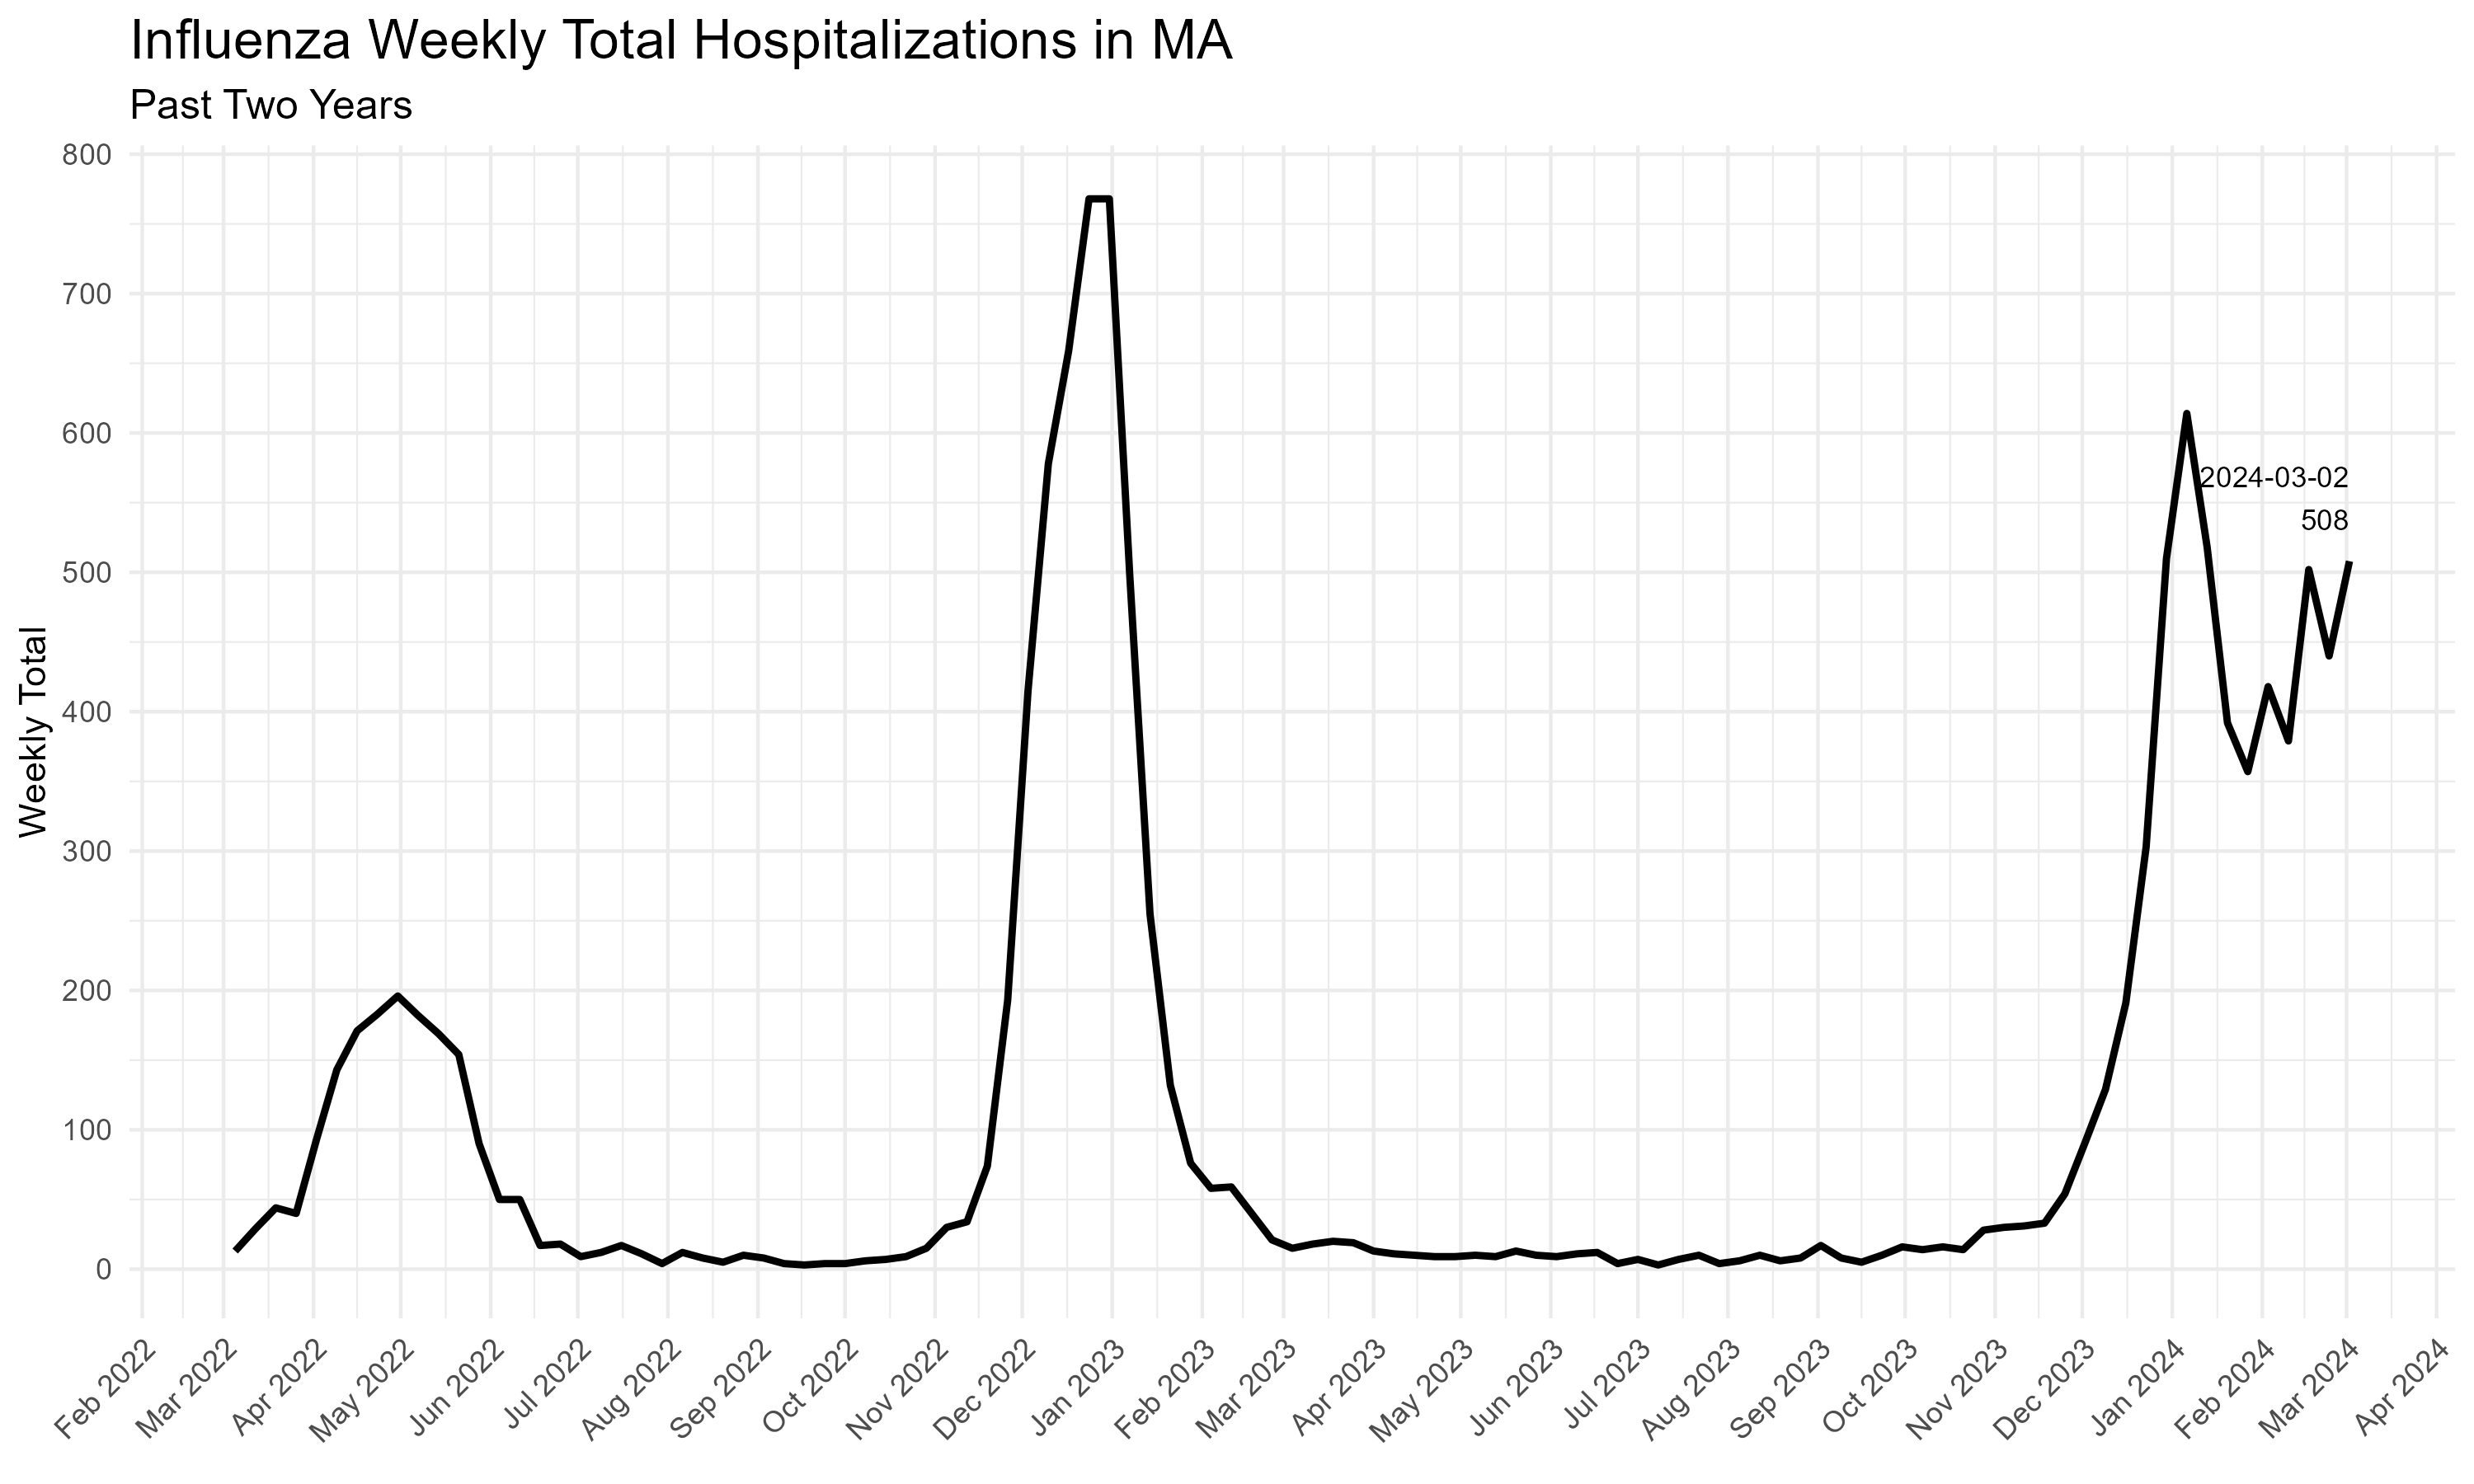 Influenza Weekly Total Hospitalizations in MA
Past Two Years
800
700
600
500
400
300
200
100
0
Weekly Total
2024-03-02
508
Feb 2022
Mar 2022
Apr 2022
May 2022
Jun 2022
Jul 2022
Aug 2022
Sep 2022
Oct 2022
Nov 2022
Dec 2022
Jan 2023
Feb 2023
Mar 2023
Apr 2023
May 2023
Jun 2023
Jul 2023
Aug 2023
Sep 2023
Oct 2023
Nov 2023
Dec 2023
Jan 2024
Feb 2024
Mar 2024
Apr 2024